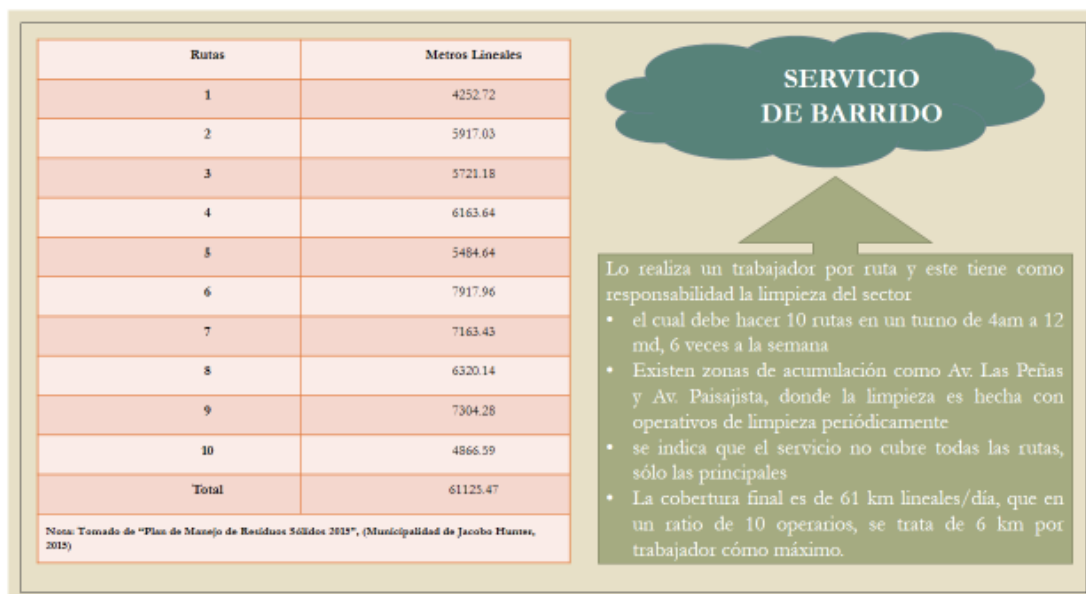 Rutas Metros Lineales
1 4252.72
2 5917.03
3 5721.18
4 6163.64
5 5484.64
6 7917.96
7 7163.43
8 6320.14
9 7304.28
10 4866.59
Total 61125.47
Nota: Tomado de “Plan de Manejo de Residuos Sólidos 2015”, (Municipalidad de Jacobo Hunter,
2015)
SERVICIO
DE BARRIDO
Lo realiza un trabajador por ruta y este tiene como
responsabilidad la limpieza del sector
• el cual debe hacer 10 rutas en un turno de 4am a 12
md, 6 veces a la semana
• Existen zonas de acumulación como Av. Las Peñas
y Av. Paisajista, donde la limpieza es hecha con
operativos de limpieza periódicamente
• se indica que el servicio no cubre todas las rutas,
sólo las principales
• La cobertura final es de 61 km lineales/día, que en
un ratio de 10 operarios, se trata de 6 km por
trabajador cómo máximo.